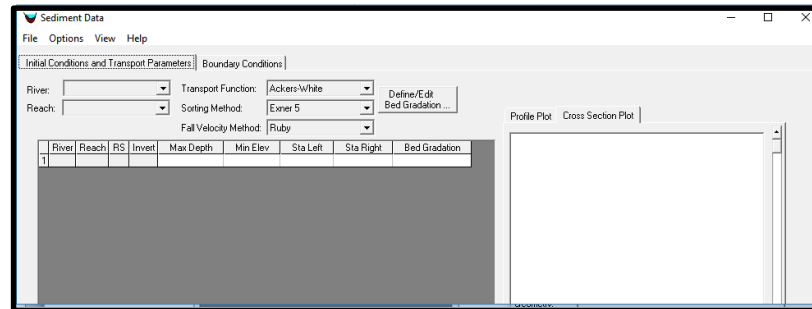 Sediment Data
File Options View Help
Initial Conditions and Transport Parameters Boundary Conditions
River: Transport Function: Ackers-White Define/Edit
Reach: Sorting Method: Exner 5 Bed Gradation ...
Fall Velocity Method: Ruby
Profile Plot Cross Section Plot
River Reach RS Invert Max Depth Min Elev Sta Left Sta Right Bed Gradation
1